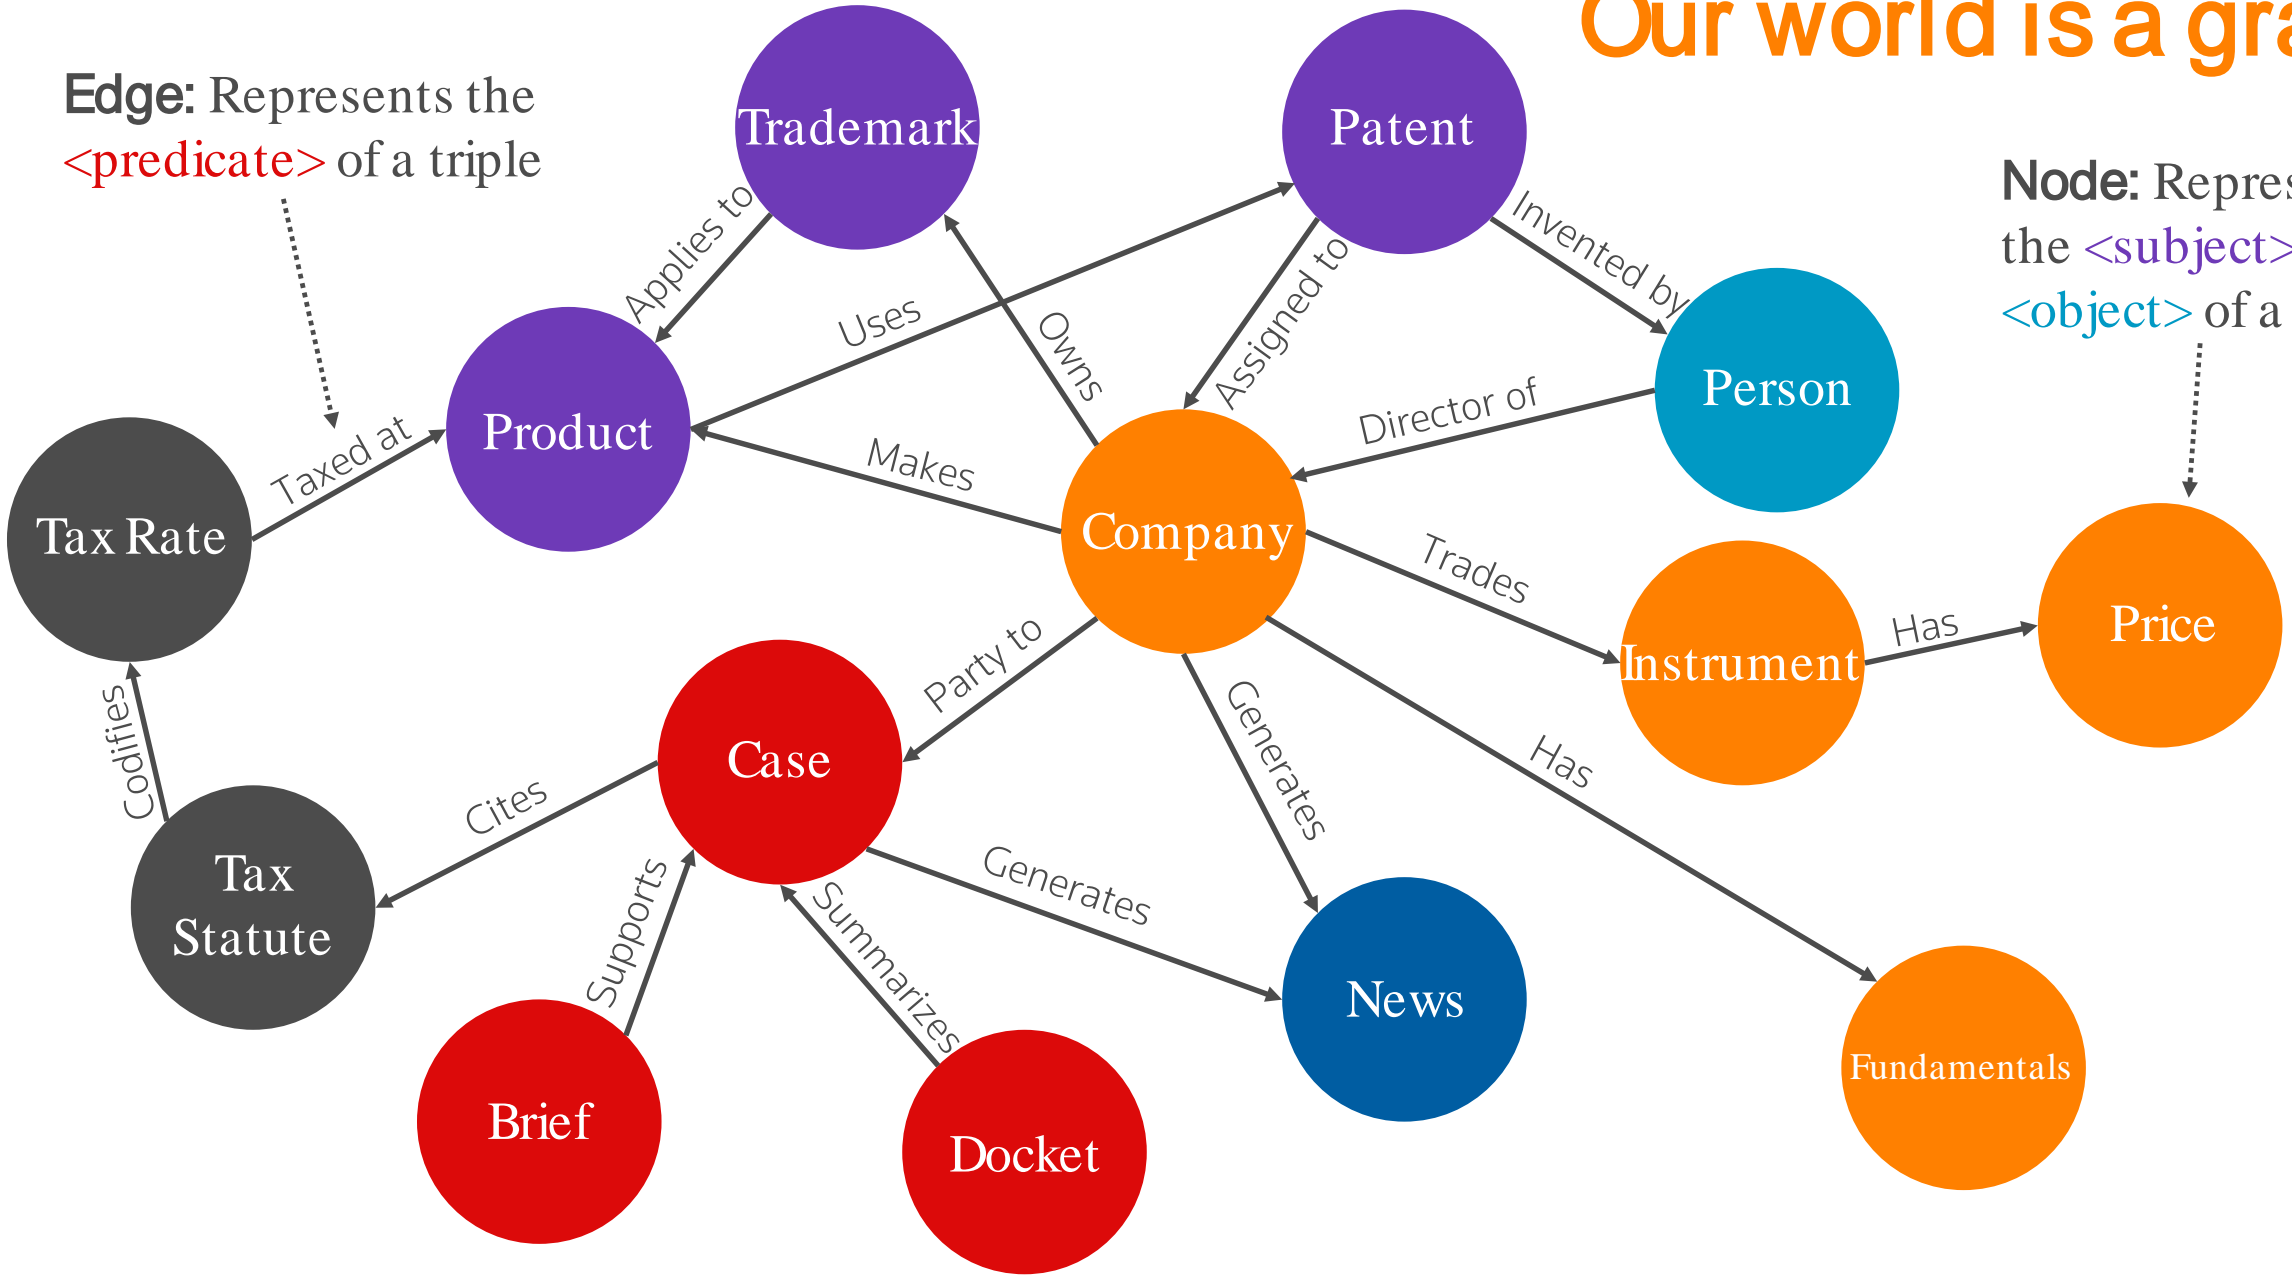 Our world is a gra
Edge: Represents the
<predicate> of a triple
Node: Repres
the <subject>
<object> of a
Trademark
Patent
Applies to
Uses
Owns
Assigned to
Invented by
Person
Product
Taxed at
Makes
Director of
Tax Rate
Company
Trades
Instrument
Has
Price
Codifies
Party to
Case
Generates
Has
Cites
Tax
Statute
Supports
Summarizes
Generates
News
Fundamentals
Brief
Docket